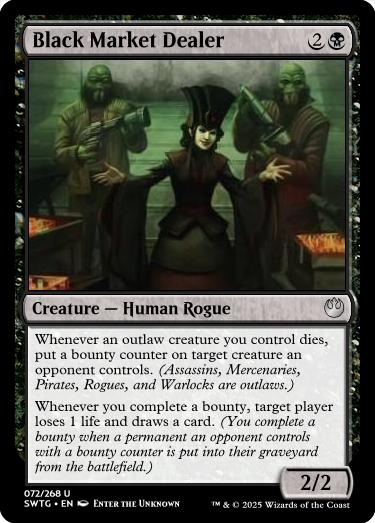 Black Market Dealer 2
Creature — Human Rogue
Whenever an outlaw creature you control dies,
put a bounty counter on target creature an
opponent controls. (Assassins, Mercenaries,
Pirates, Rogues, and Warlocks are outlaws.)
Whenever you complete a bounty, target player
loses 1 life and draws a card. (You complete a
bounty when a permanent an opponent controls
with a bounty counter is put into their graveyard
from the battlefield.)
2/2
072/268 U
SWTG • EN Enter the Unknown ™ & © 2025 Wizards of the Coast